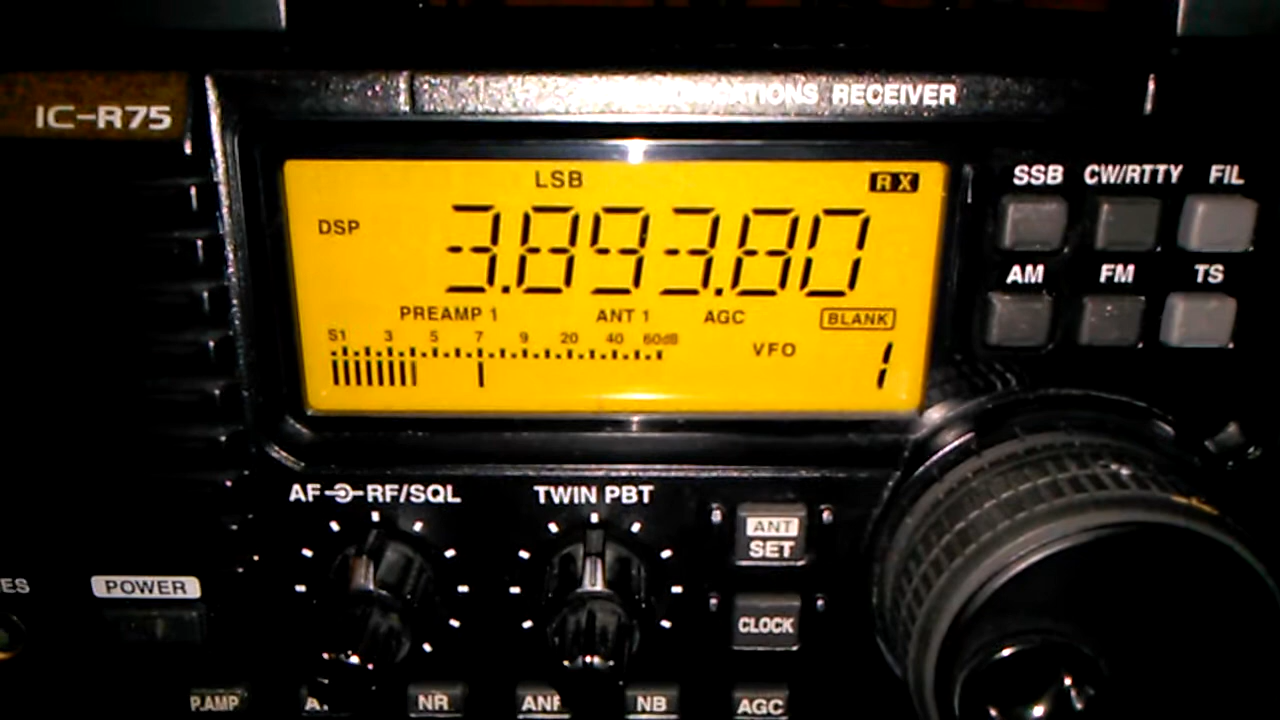 IC-R75
RECEIVER
LSB
RX
DSP
3.893.80
PREAMP 1 ANT 1 AGC BLANK
S1 3 5 7 9 20 40 60dB
VFO 1
SSB CW/RTTY FIL
AM FM TS
AF RF/SQL
TWIN PBT
ANT
SET
POWER
CLOCK
P.AMP
NR
NB
AGC